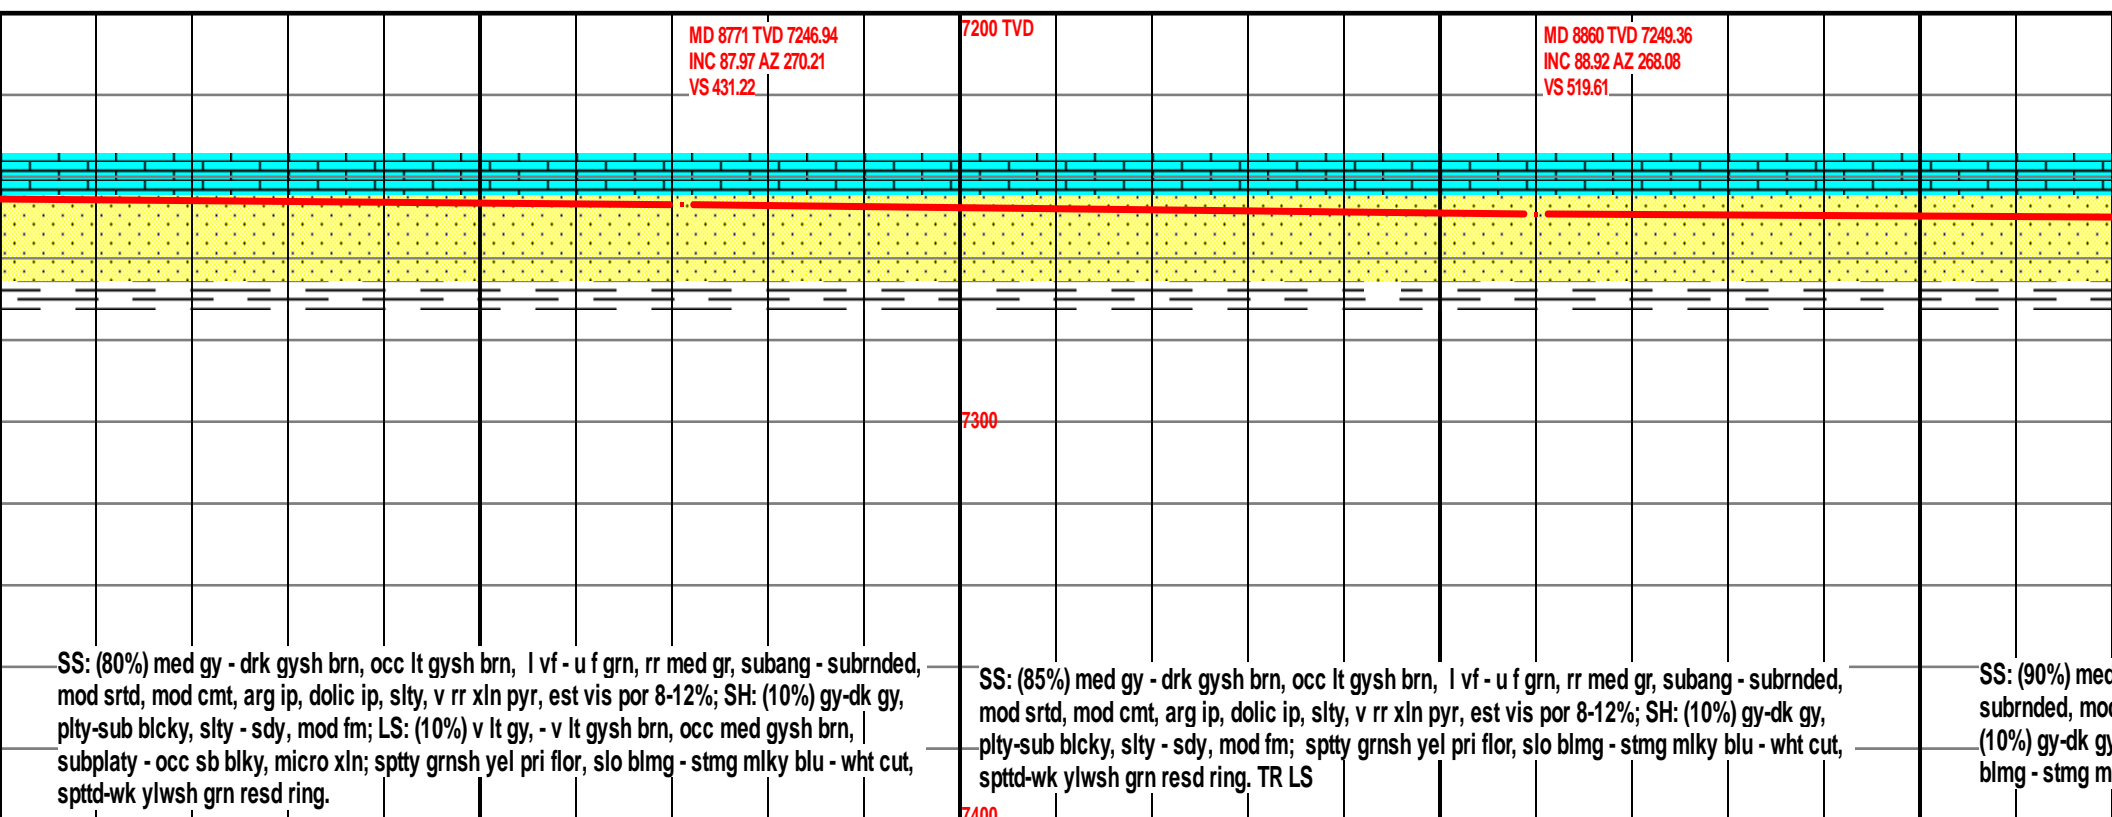 MD 8771 TVD 7246.94
INC 87.97 AZ 270.21
VS 431.22
7200 TVD
MD 8860 TVD 7249.36
INC 88.92 AZ 268.08
VS 519.61
7300
SS: (80%) med gy - drk gysh brn, occ lt gysh brn, l vf - u f grn, rr med gr, subang - subrnded,
mod srtd, mod cmt, arg ip, dolic ip, slty, v rr xln pyr, est vis por 8-12%; SH: (10%) gy-dk gy,
plty-sub blcky, slty - sdy, mod fm; LS: (10%) v lt gy, - v lt gysh brn, occ med gysh brn,
subplaty - occ sb blky, micro xln; sptty grnsh yel pri flor, slo blmg - stmg mlky blu - wht cut,
spttd-wk ylwsh grn resd ring.
SS: (85%) med gy - drk gysh brn, occ lt gysh brn, l vf - u f grn, rr med gr, subang - subrnded,
mod srtd, mod cmt, arg ip, dolic ip, slty, v rr xln pyr, est vis por 8-12%; SH: (10%) gy-dk gy,
plty-sub blcky, slty - sdy, mod fm; sptty grnsh yel pri flor, slo blmg - stmg mlky blu - wht cut,
spttd-wk ylwsh grn resd ring. TR LS
SS: (90%) med
subrnded, mod
(10%) gy-dk gy
blmg - stmg m
7400